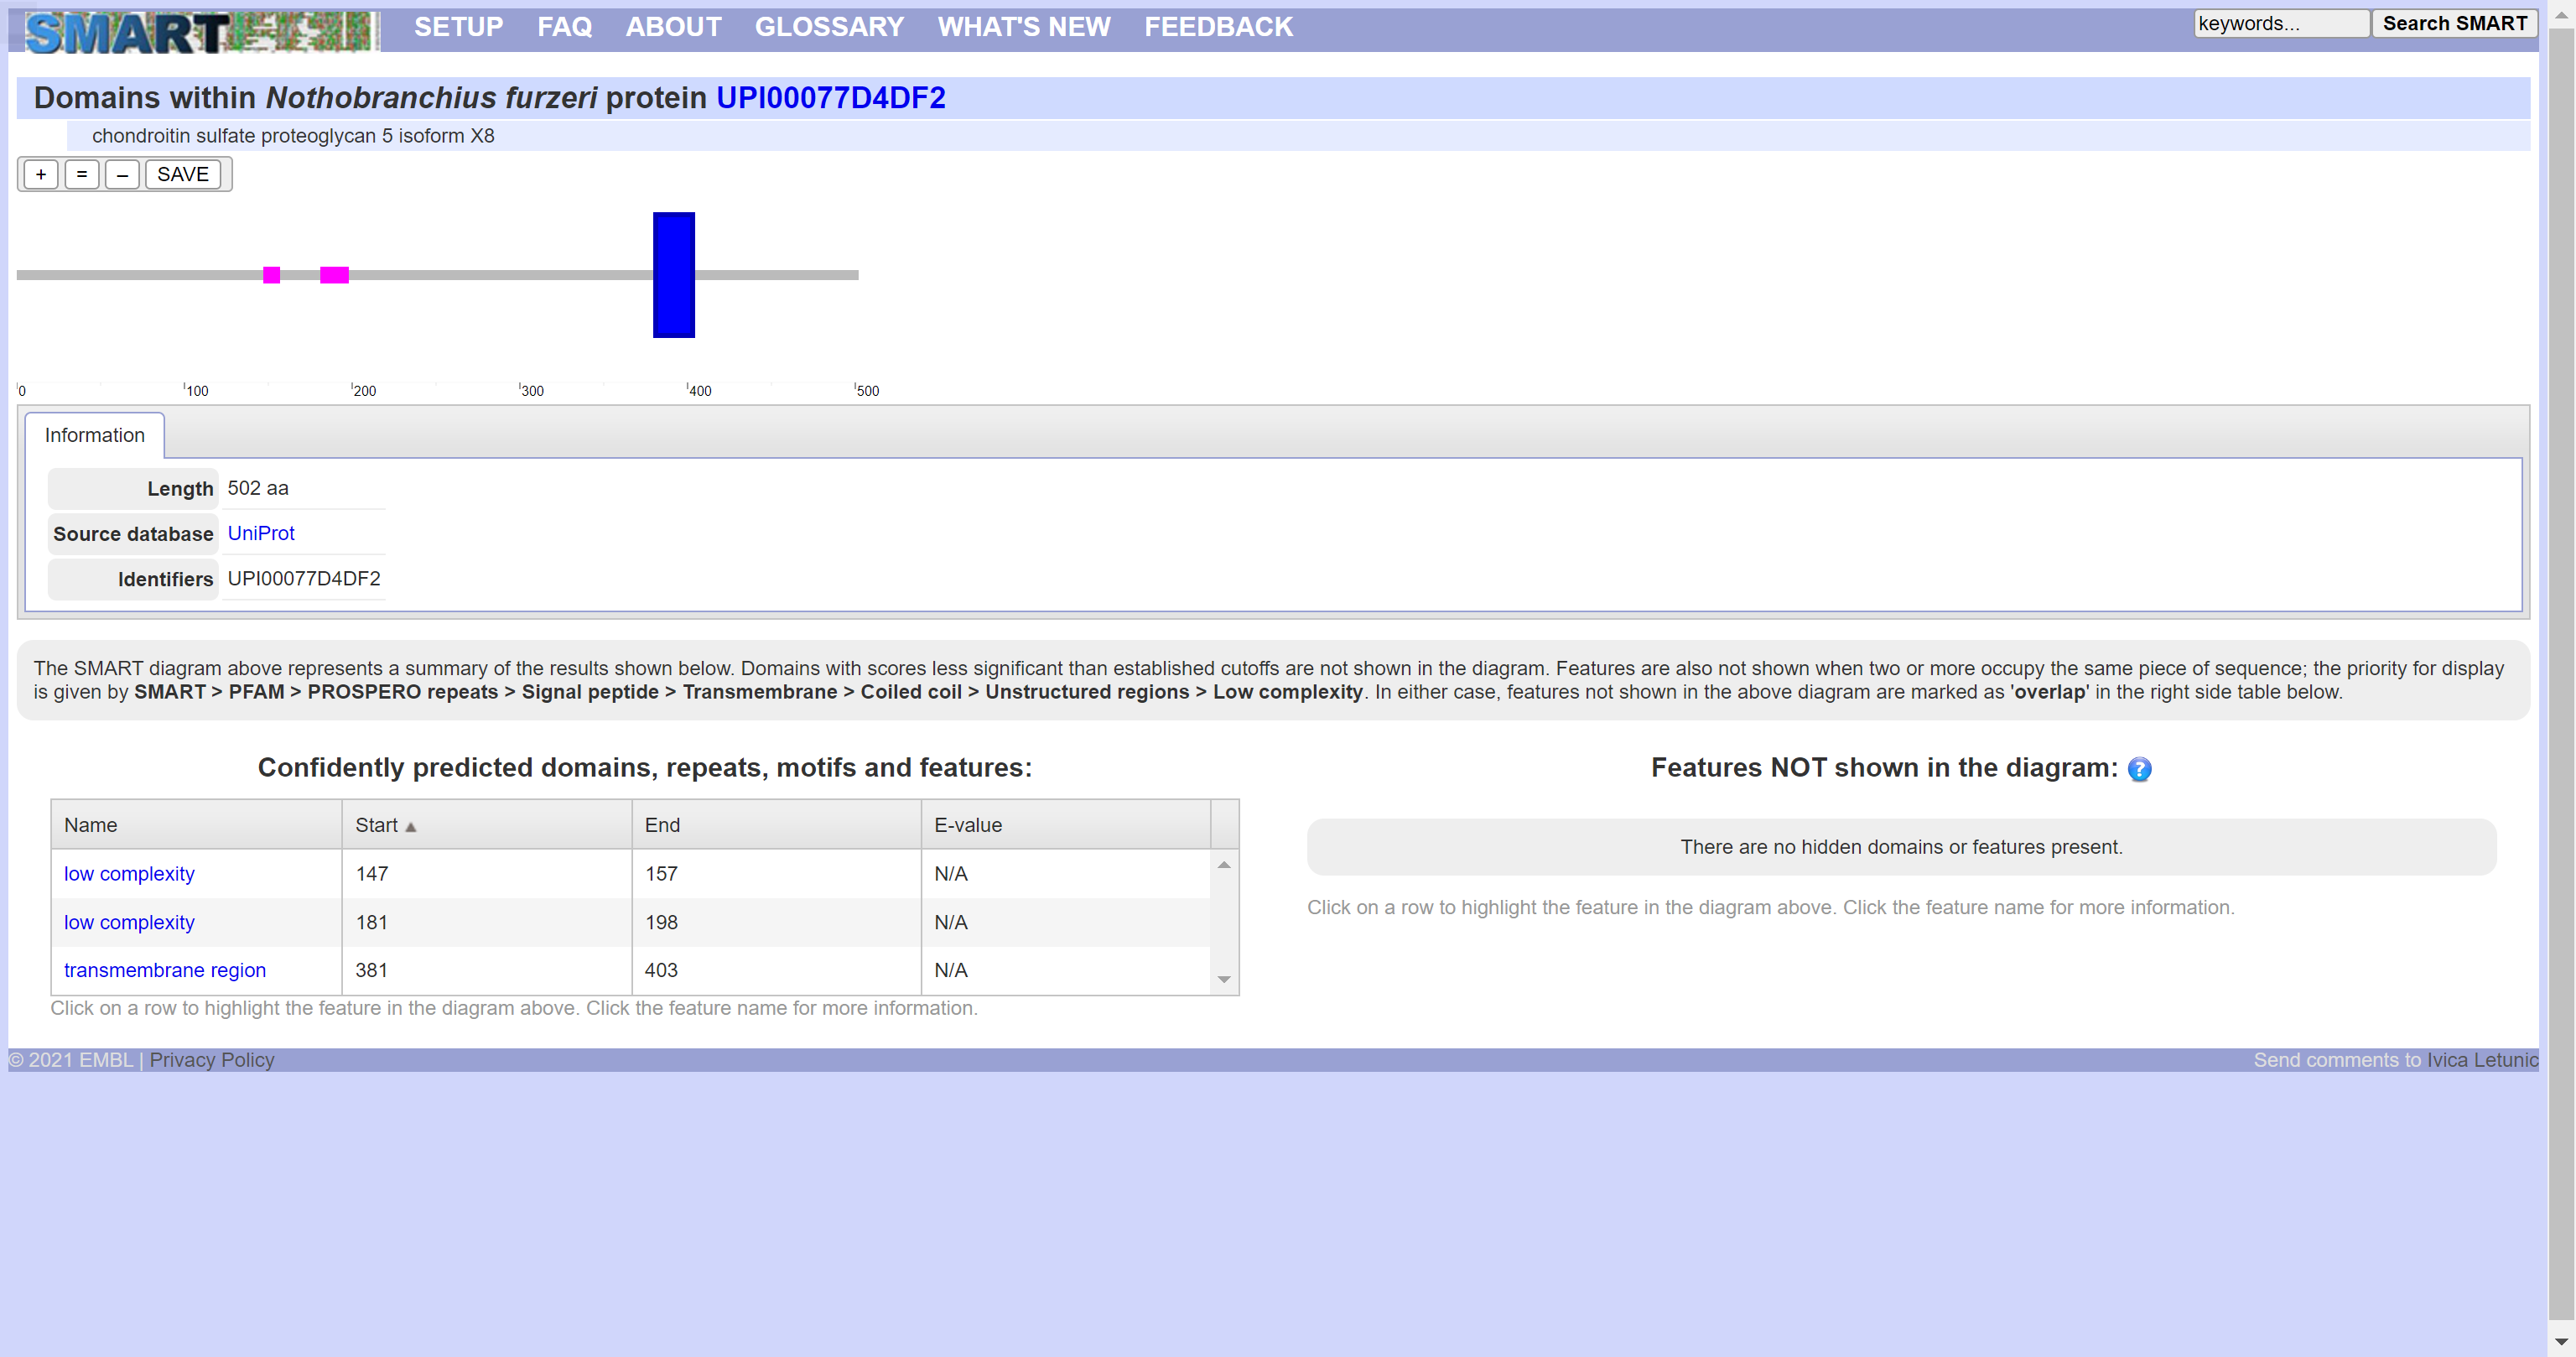 SMART SETUP FAQ ABOUT GLOSSARY WHAT'S NEW FEEDBACK keywords... Search SMART
Domains within Nothobranchius furzeri protein UPI00077D4DF2
chondroitin sulfate proteoglycan 5 isoform X8
+ = – SAVE
0 100 200 300 400 500
Information
Length 502 aa
Source database UniProt
Identifiers UPI00077D4DF2
The SMART diagram above represents a summary of the results shown below. Domains with scores less significant than established cutoffs are not shown in the diagram. Features are also not shown when two or more occupy the same piece of sequence; the priority for display
is given by SMART > PFAM > PROSPERO repeats > Signal peptide > Transmembrane > Coiled coil > Unstructured regions > Low complexity. In either case, features not shown in the above diagram are marked as 'overlap' in the right side table below.
Confidently predicted domains, repeats, motifs and features:
Name Start End E-value
low complexity 147 157 N/A
low complexity 181 198 N/A
transmembrane region 381 403 N/A
Click on a row to highlight the feature in the diagram above. Click the feature name for more information.
Features NOT shown in the diagram: ?
There are no hidden domains or features present.
Click on a row to highlight the feature in the diagram above. Click the feature name for more information.
© 2021 EMBL | Privacy Policy Send comments to Ivica Letunic